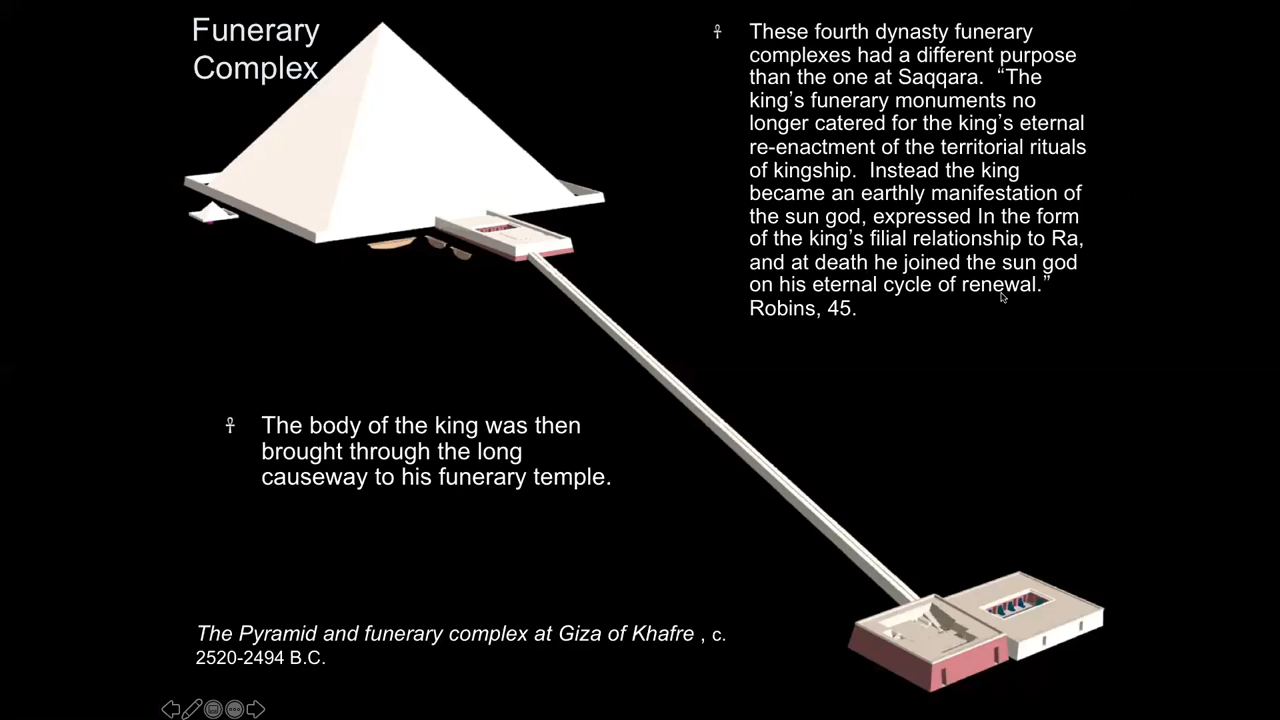 Funerary
Complex
☥ These fourth dynasty funerary
complexes had a different purpose
than the one at Saqqara. “The
king’s funerary monuments no
longer catered for the king’s eternal
re-enactment of the territorial rituals
of kingship. Instead the king
became an earthly manifestation of
the sun god, expressed In the form
of the king’s filial relationship to Ra,
and at death he joined the sun god
on his eternal cycle of renewal.”
Robins, 45.
☥ The body of the king was then
brought through the long
causeway to his funerary temple.
The Pyramid and funerary complex at Giza of Khafre , c.
2520-2494 B.C.